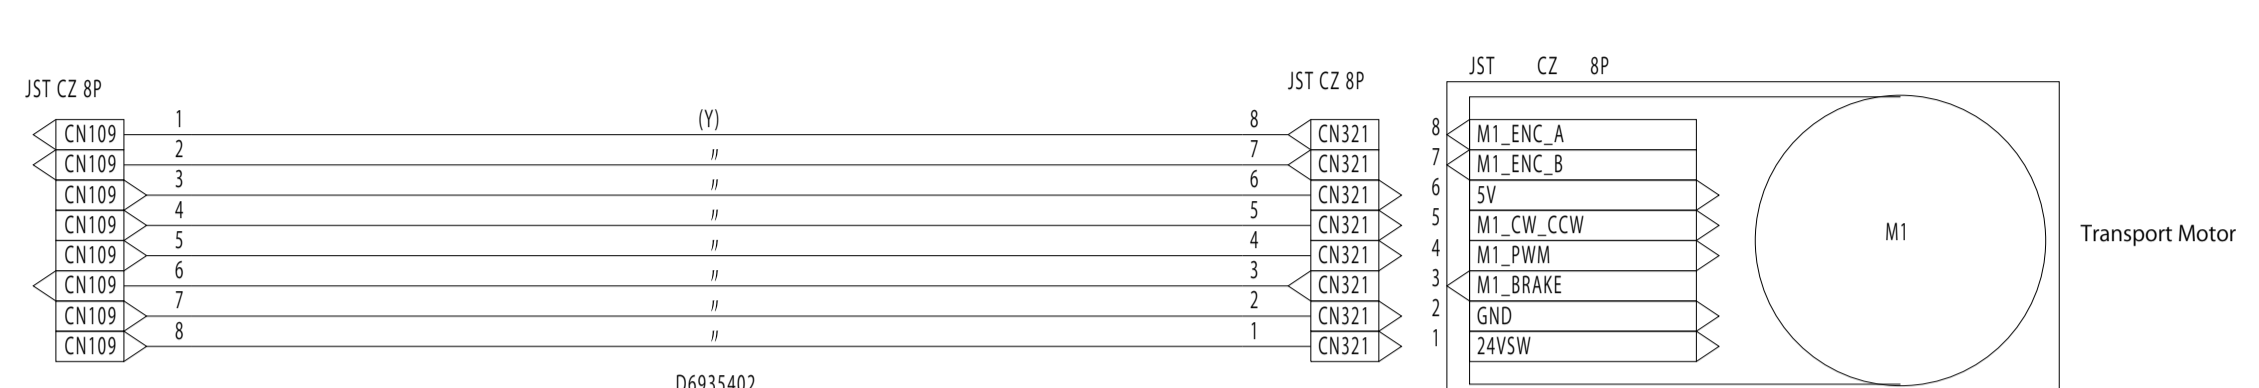 JST CZ 8P
JST CZ 8P
JST CZ 8P
CN109 1 (Y) 8 CN321 8 M1_ENC_A
CN109 2 〃 7 CN321 7 M1_ENC_B
CN109 3 〃 6 CN321 6 5V
CN109 4 〃 5 CN321 5 M1_CW_CCW
CN109 5 〃 4 CN321 4 M1_PWM
CN109 6 〃 3 CN321 3 M1_BRAKE
CN109 7 〃 2 CN321 2 GND
CN109 8 〃 1 CN321 1 24VSW
M1
Transport Motor
D6935402